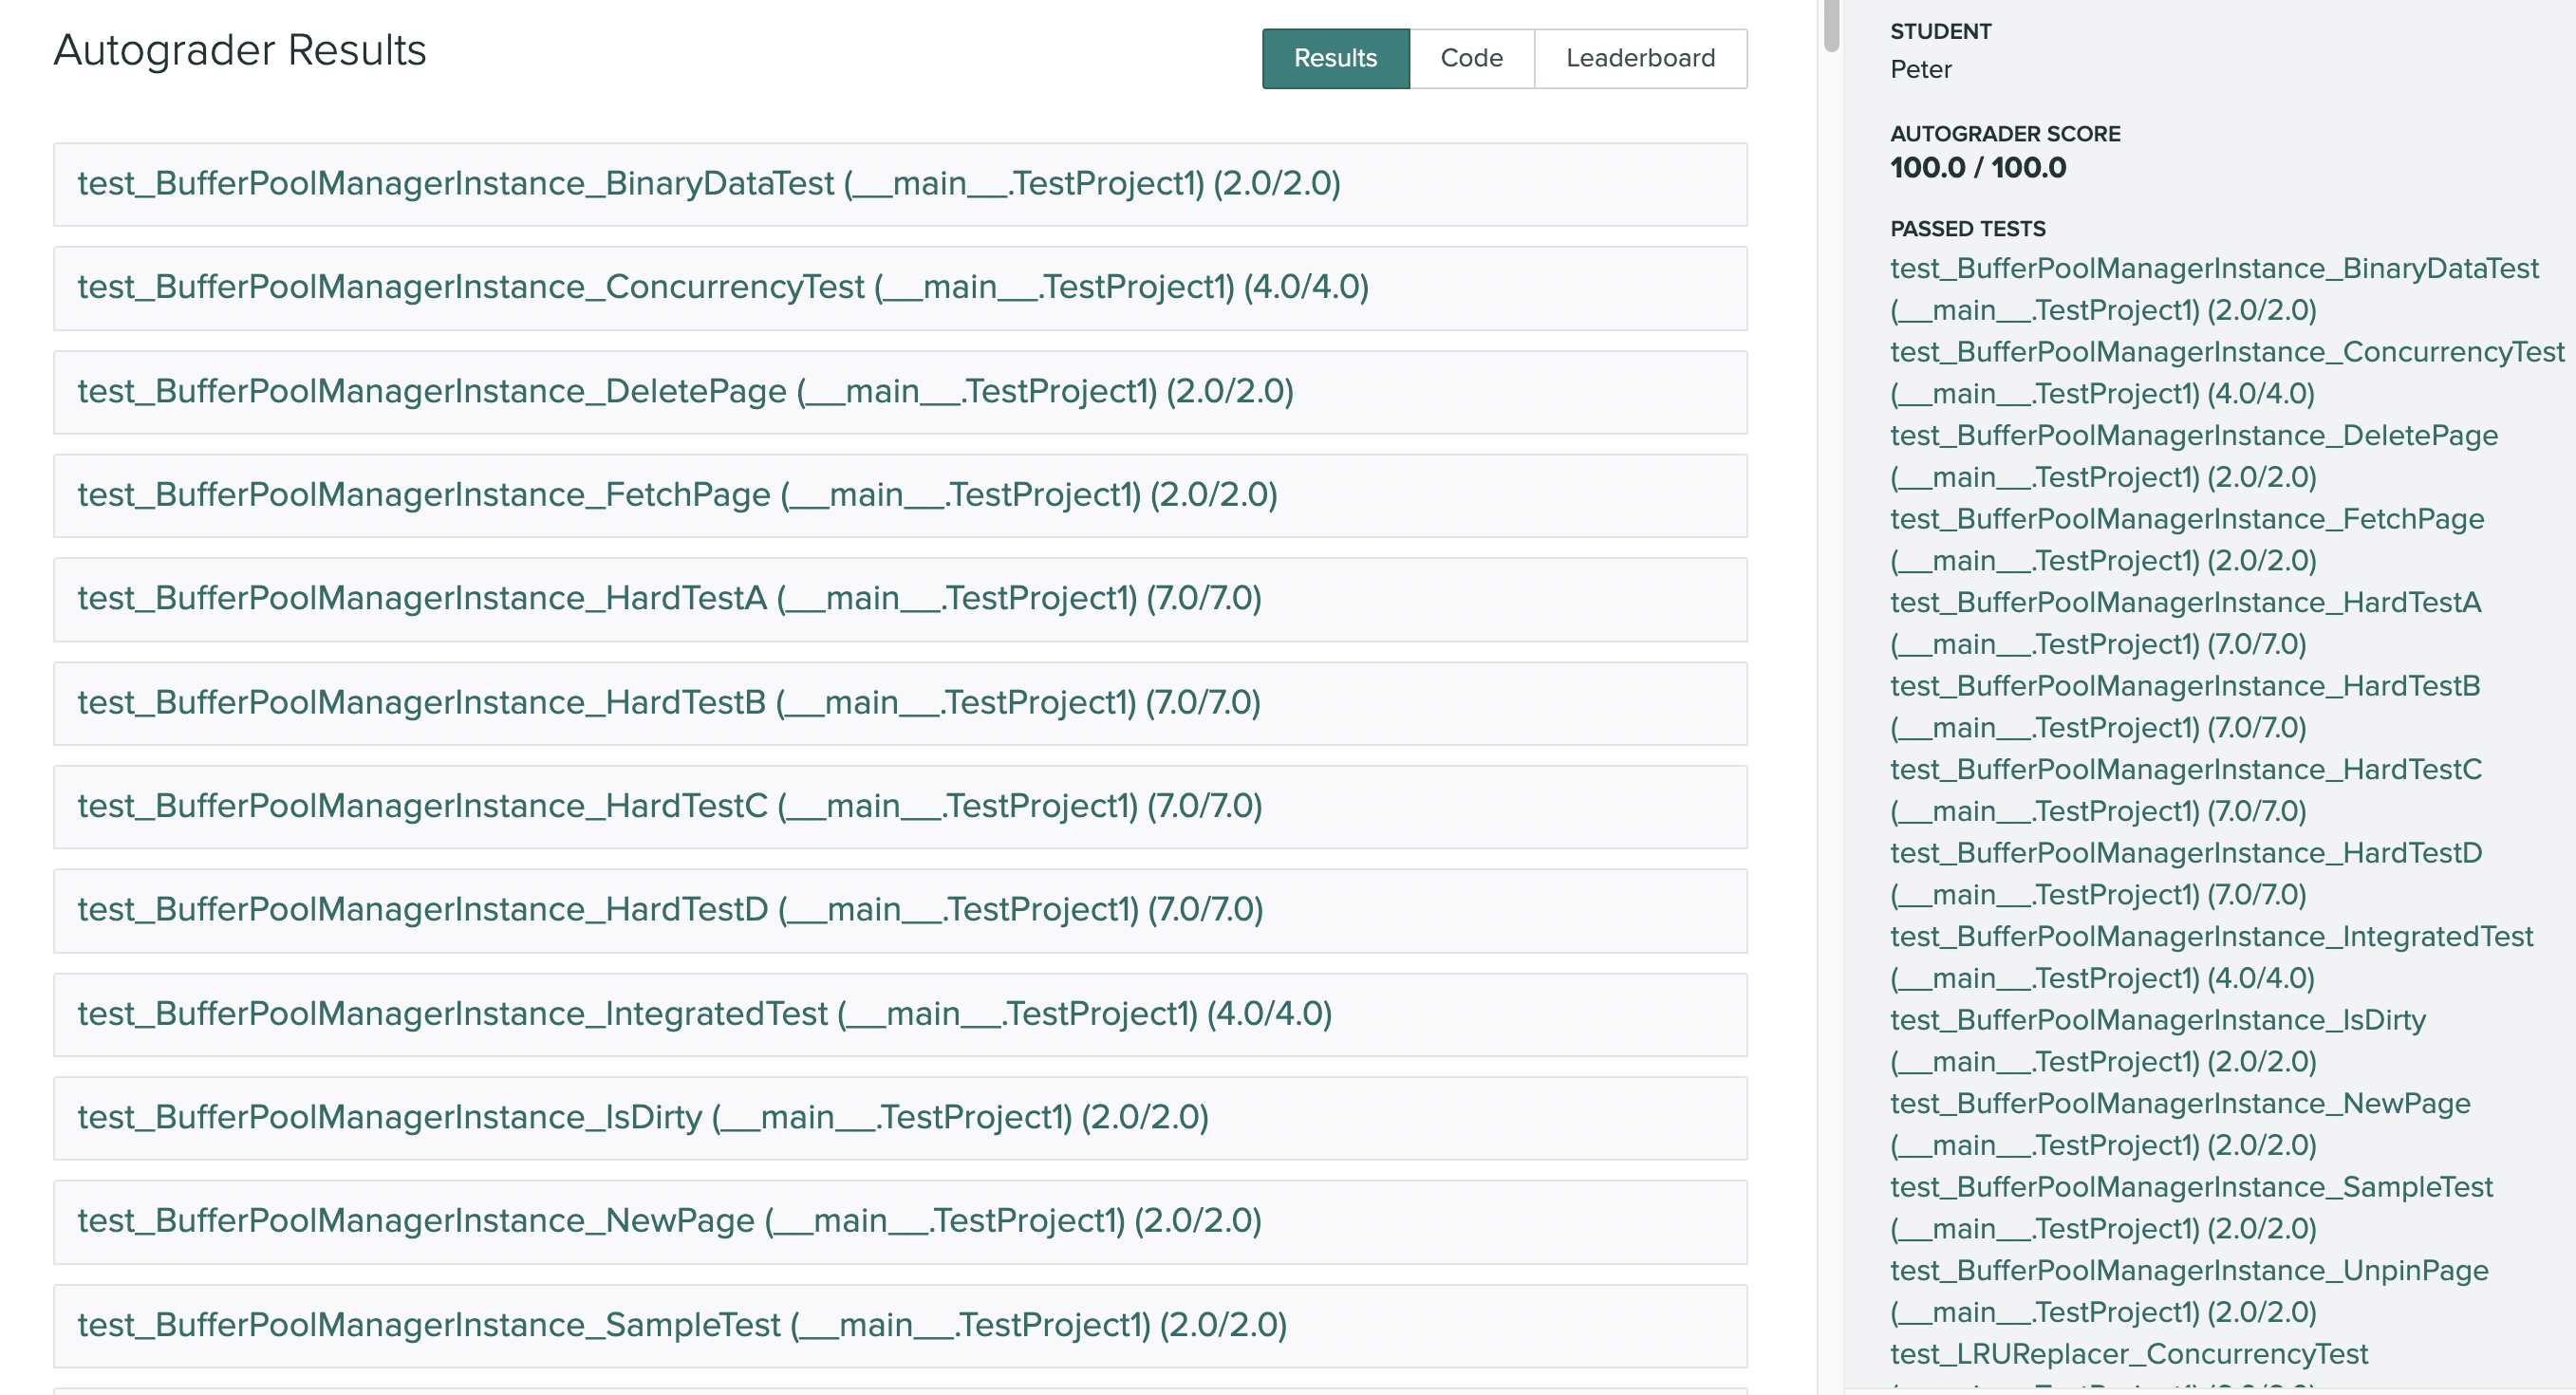 Autograder Results
Results
Code
Leaderboard
test_BufferPoolManagerInstance_BinaryDataTest (__main__.TestProject1) (2.0/2.0)
test_BufferPoolManagerInstance_ConcurrencyTest (__main__.TestProject1) (4.0/4.0)
test_BufferPoolManagerInstance_DeletePage (__main__.TestProject1) (2.0/2.0)
test_BufferPoolManagerInstance_FetchPage (__main__.TestProject1) (2.0/2.0)
test_BufferPoolManagerInstance_HardTestA (__main__.TestProject1) (7.0/7.0)
test_BufferPoolManagerInstance_HardTestB (__main__.TestProject1) (7.0/7.0)
test_BufferPoolManagerInstance_HardTestC (__main__.TestProject1) (7.0/7.0)
test_BufferPoolManagerInstance_HardTestD (__main__.TestProject1) (7.0/7.0)
test_BufferPoolManagerInstance_IntegratedTest (__main__.TestProject1) (4.0/4.0)
test_BufferPoolManagerInstance_IsDirty (__main__.TestProject1) (2.0/2.0)
test_BufferPoolManagerInstance_NewPage (__main__.TestProject1) (2.0/2.0)
test_BufferPoolManagerInstance_SampleTest (__main__.TestProject1) (2.0/2.0)
STUDENT
Peter
AUTOGRADER SCORE
100.0 / 100.0
PASSED TESTS
test_BufferPoolManagerInstance_BinaryDataTest
(__main__.TestProject1) (2.0/2.0)
test_BufferPoolManagerInstance_ConcurrencyTest
(__main__.TestProject1) (4.0/4.0)
test_BufferPoolManagerInstance_DeletePage
(__main__.TestProject1) (2.0/2.0)
test_BufferPoolManagerInstance_FetchPage
(__main__.TestProject1) (2.0/2.0)
test_BufferPoolManagerInstance_HardTestA
(__main__.TestProject1) (7.0/7.0)
test_BufferPoolManagerInstance_HardTestB
(__main__.TestProject1) (7.0/7.0)
test_BufferPoolManagerInstance_HardTestC
(__main__.TestProject1) (7.0/7.0)
test_BufferPoolManagerInstance_HardTestD
(__main__.TestProject1) (7.0/7.0)
test_BufferPoolManagerInstance_IntegratedTest
(__main__.TestProject1) (4.0/4.0)
test_BufferPoolManagerInstance_IsDirty
(__main__.TestProject1) (2.0/2.0)
test_BufferPoolManagerInstance_NewPage
(__main__.TestProject1) (2.0/2.0)
test_BufferPoolManagerInstance_SampleTest
(__main__.TestProject1) (2.0/2.0)
test_BufferPoolManagerInstance_UnpinPage
(__main__.TestProject1) (2.0/2.0)
test_LRUReplacer_ConcurrencyTest